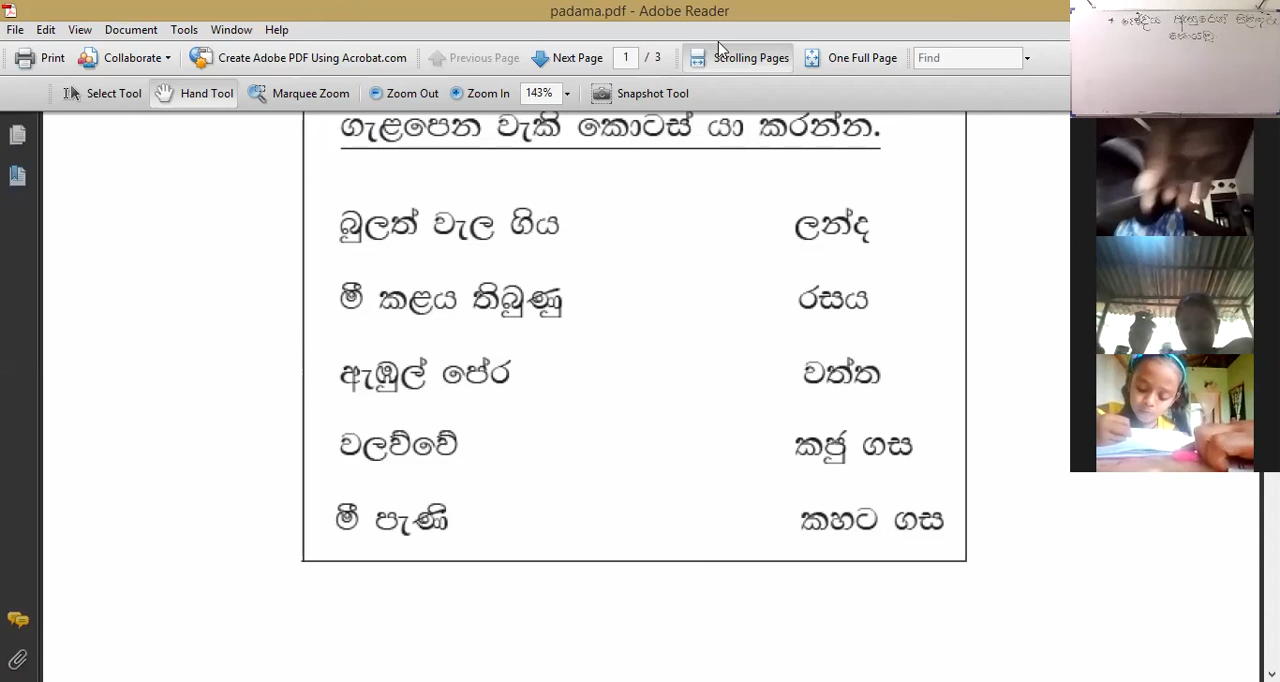 padama.pdf - Adobe Reader
File Edit View Document Tools Window Help
Print Collaborate Create Adobe PDF Using Acrobat.com Previous Page Next Page 1 / 3 Scrolling Pages One Full Page Find
Select Tool Hand Tool Marquee Zoom Zoom Out Zoom In 143% Snapshot Tool
ගැළපෙන වැකි කොටස් යා කරන්න.
බුලත් වැල ගිය ලන්ද
මී කළය තිබුණු රසය
ඇඹුල් පේර වත්ත
වලව්වේ කජු ගස
මී පැණි කහට ගස